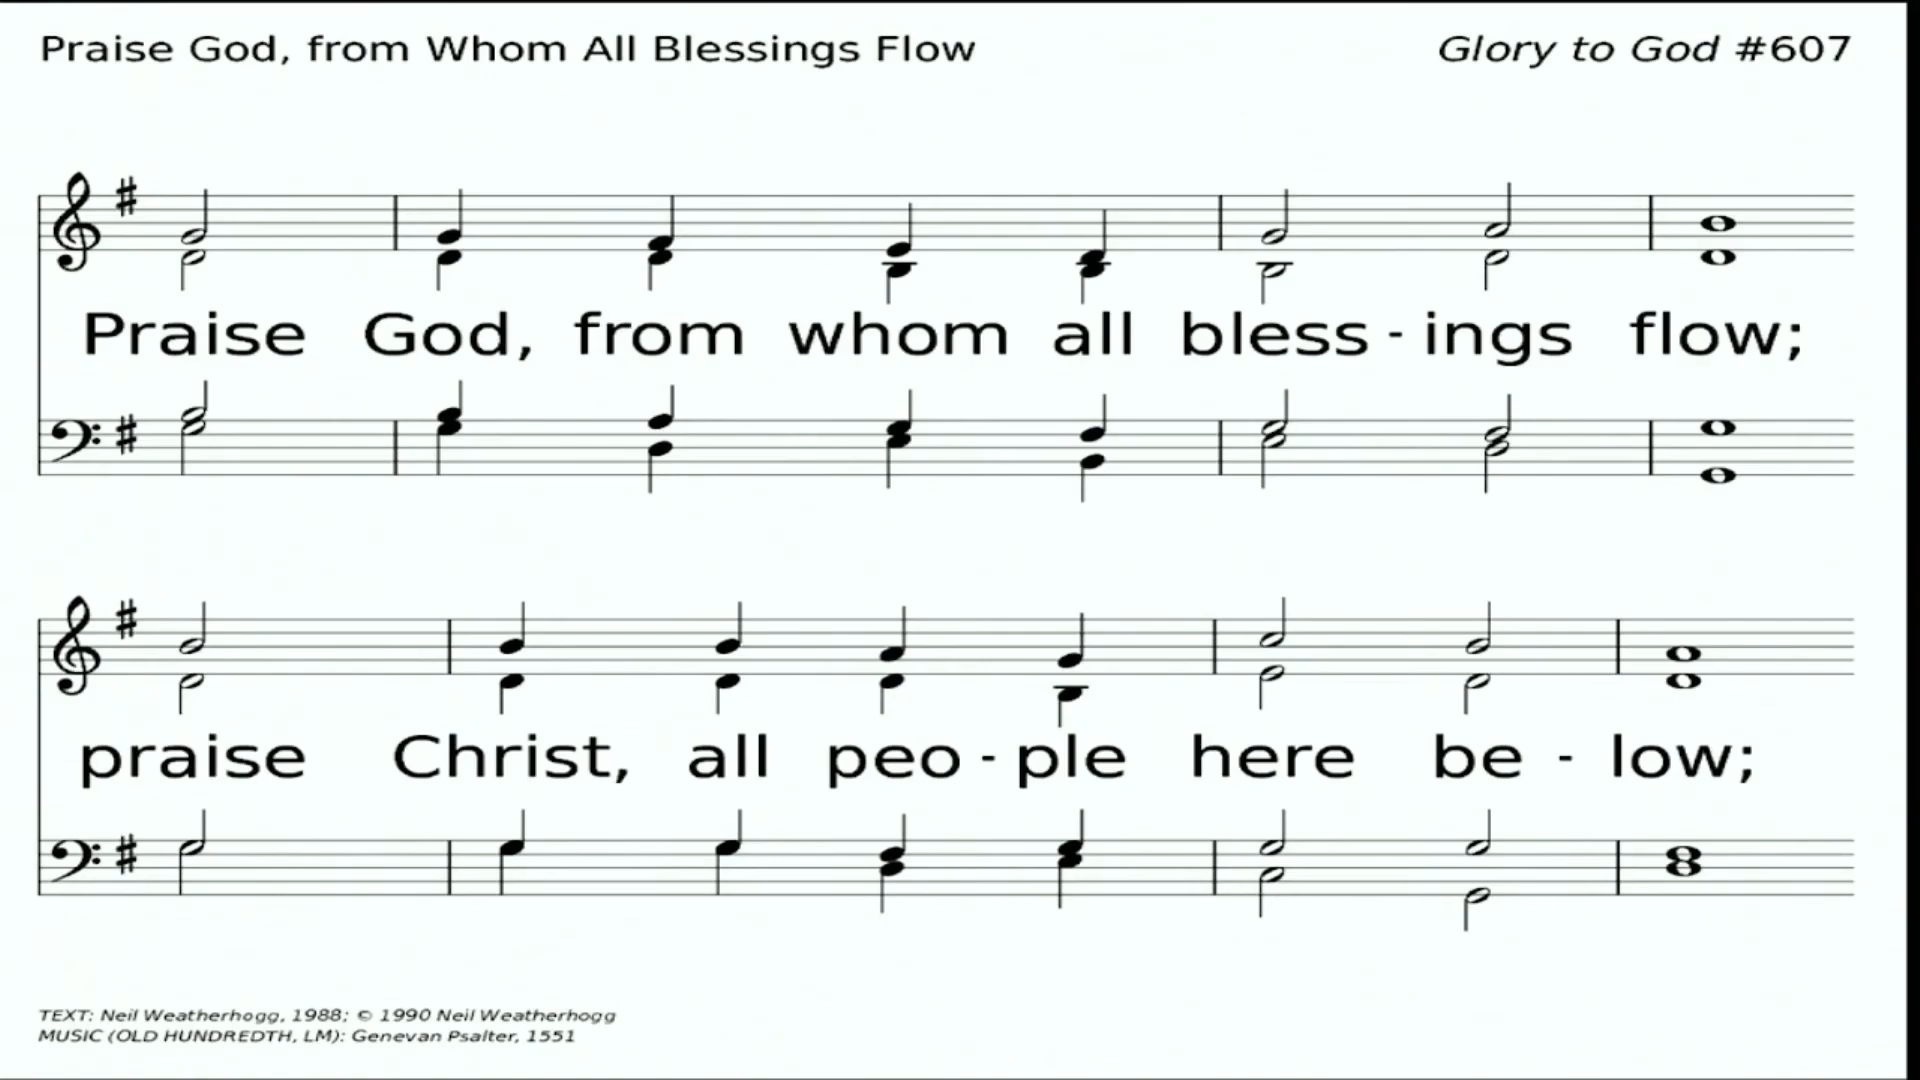 Praise God, from Whom All Blessings Flow
Glory to God #607
Praise God, from whom all bless - ings flow;
praise Christ, all peo - ple here be - low;
TEXT: Neil Weatherhogg, 1988; © 1990 Neil Weatherhogg
MUSIC (OLD HUNDREDTH, LM): Genevan Psalter, 1551